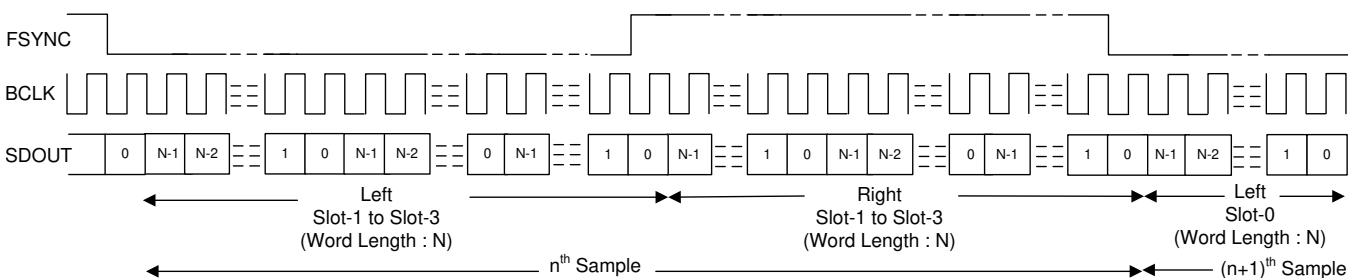 FSYNC
BCLK
SDOUT
0 N-1 N-2 1 0 N-1 N-2 0 N-1 1 0 N-1 1 0 N-1 N-2 0 N-1 1 0 N-1 N-2 1 0
Left
Slot-1 to Slot-3
(Word Length : N)
Right
Slot-1 to Slot-3
(Word Length : N)
Left
Slot-0
(Word Length : N)
nth Sample
(n+1)th Sample